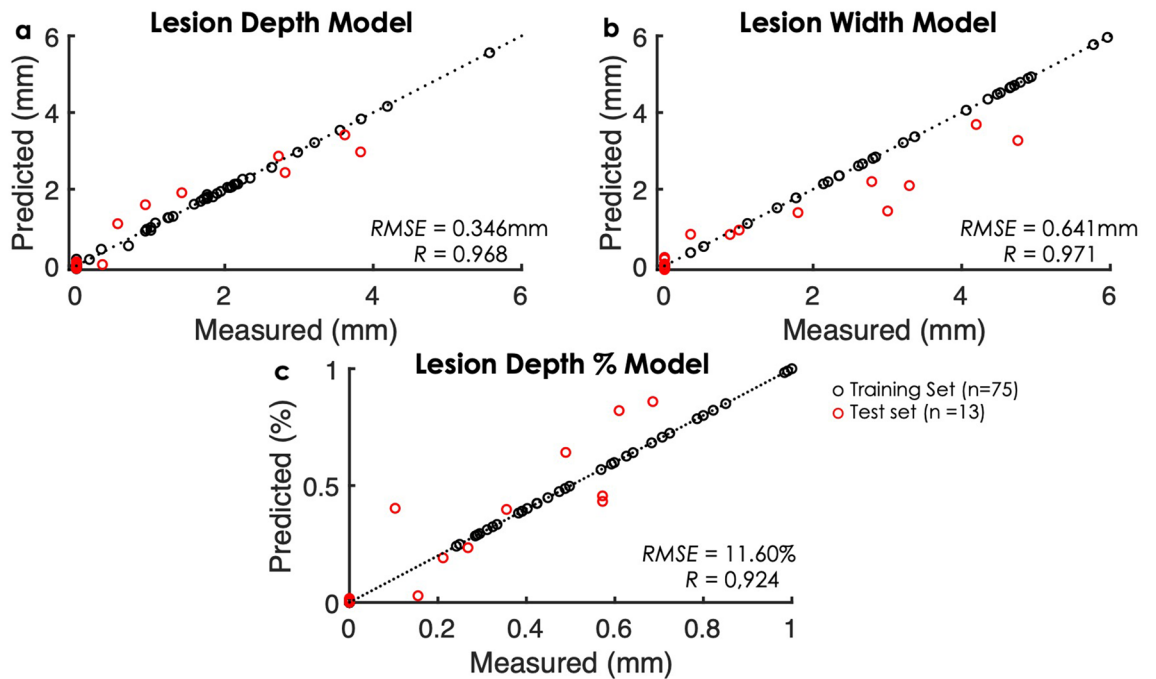 a
Lesion Depth Model
6
4
2
0
Predicted (mm)
RMSE = 0.346mm
R = 0.968
0 2 4 6
Measured (mm)
b
Lesion Width Model
6
4
2
0
Predicted (mm)
RMSE = 0.641mm
R = 0.971
0 2 4 6
Measured (mm)
c
Lesion Depth % Model
1
0.5
0
Predicted (%)
RMSE = 11.60%
R = 0,924
0 0.2 0.4 0.6 0.8 1
Measured (mm)
Training Set (n=75)
Test set (n =13)